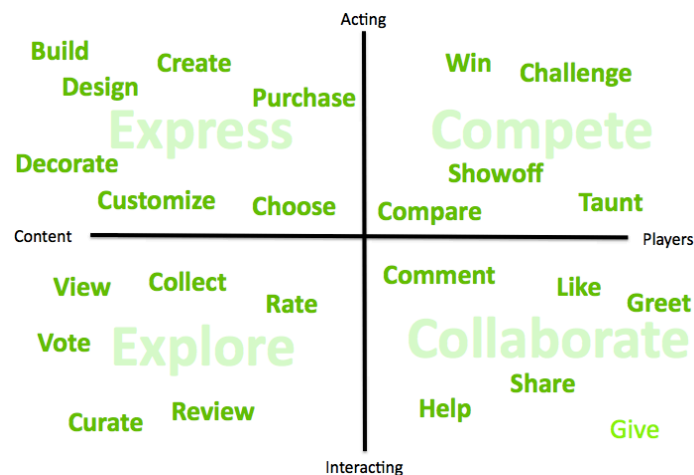 Acting
Build
Create
Win
Challenge
Design
Purchase
Express
Compete
Decorate
Showoff
Customize
Choose
Compare
Taunt
Content
Players
View
Collect
Rate
Comment
Like
Greet
Vote
Explore
Collaborate
Share
Curate
Review
Help
Give
Interacting